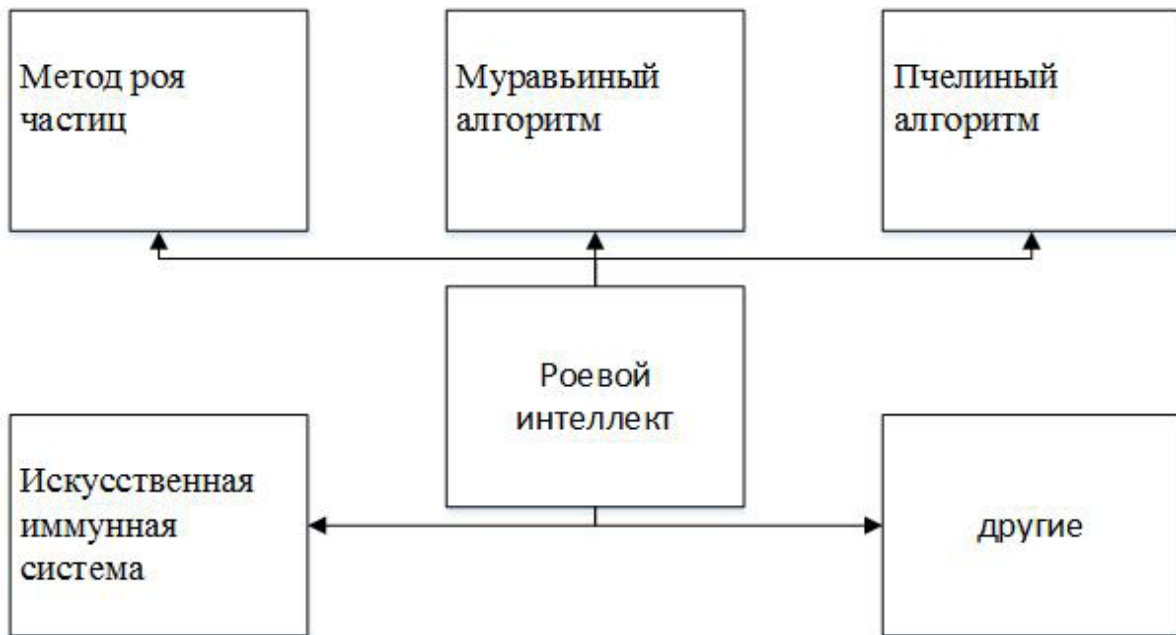 Метод роя
частиц
Муравьиный
алгоритм
Пчелиный
алгоритм
Роевой
интеллект
Искусственная
иммунная
система
другие